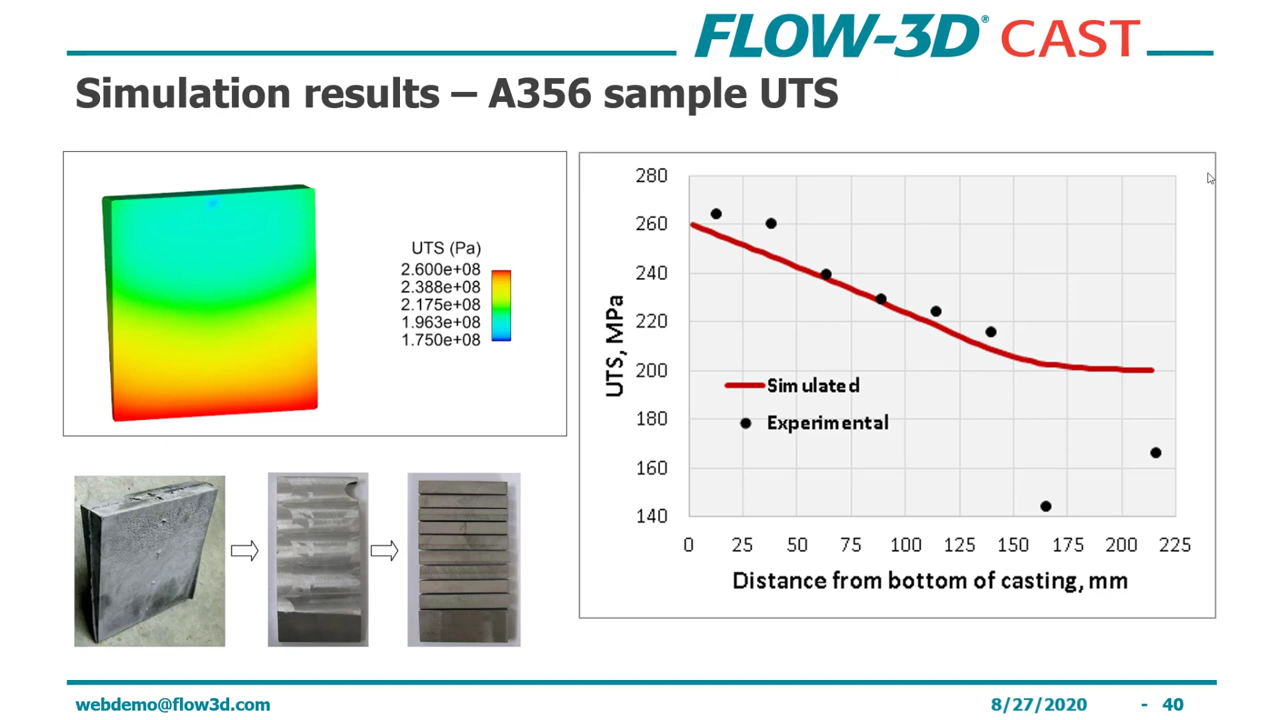 FLOW-3D® CAST
Simulation results – A356 sample UTS
UTS (Pa)
2.600e+08
2.388e+08
2.175e+08
1.963e+08
1.750e+08
280
260
240
220
200
180
160
140
UTS, MPa
Simulated
Experimental
0 25 50 75 100 125 150 175 200 225
Distance from bottom of casting, mm
webdemo@flow3d.com
8/27/2020 - 40